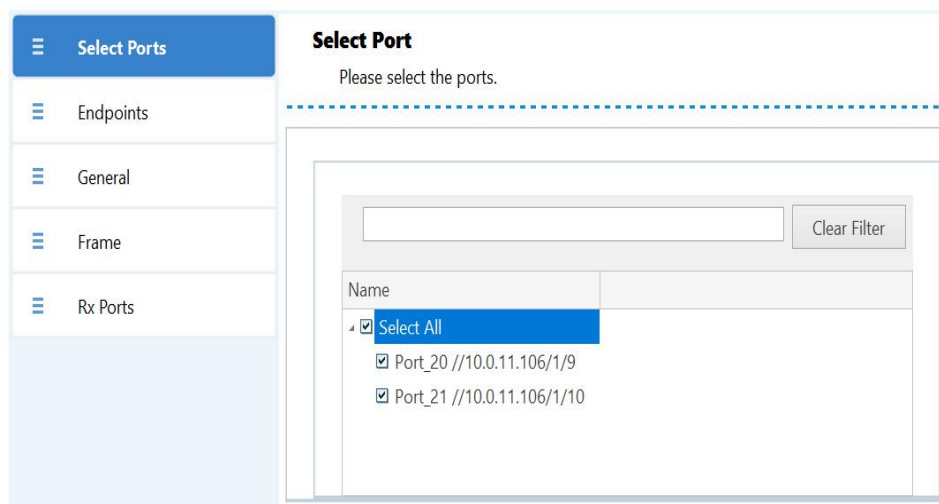 Select Ports
Endpoints
General
Frame
Rx Ports
Select Port
Please select the ports.
Clear Filter
Name
Select All
Port_20 //10.0.11.106/1/9
Port_21 //10.0.11.106/1/10